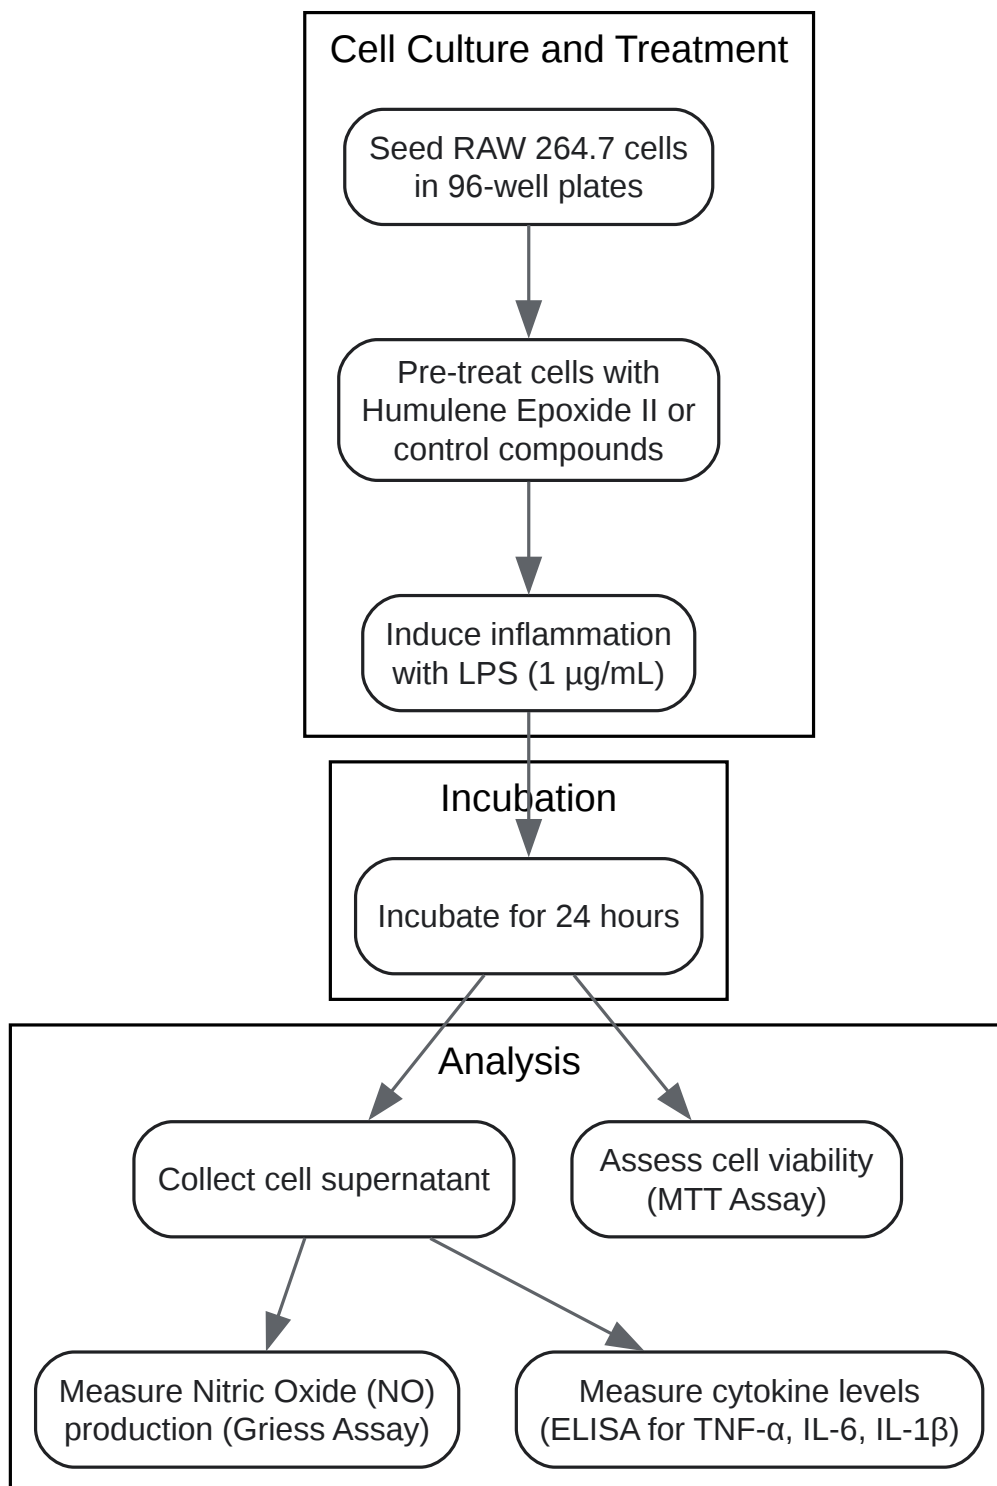 Cell Culture and Treatment
Seed RAW 264.7 cells
in 96-well plates
Pre-treat cells with
Humulene Epoxide II or
control compounds
Induce inflammation
with LPS (1 µg/mL)
Incubation
Incubate for 24 hours
Analysis
Collect cell supernatant
Assess cell viability
(MTT Assay)
Measure Nitric Oxide (NO)
production (Griess Assay)
Measure cytokine levels
(ELISA for TNF-α, IL-6, IL-1β)